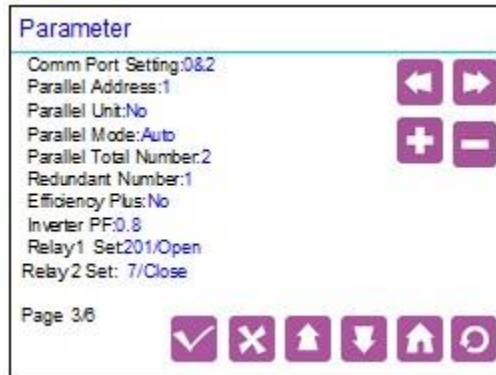 Parameter
Comm Port Setting:0&2
Parallel Address:1
Parallel Unit:No
Parallel Mode:Auto
Parallel Total Number:2
Redundant Number:1
Efficiency Plus:No
Inverter PF:0.8
Relay1 Set:201/Open
Relay2 Set: 7/Close
Page 3/6